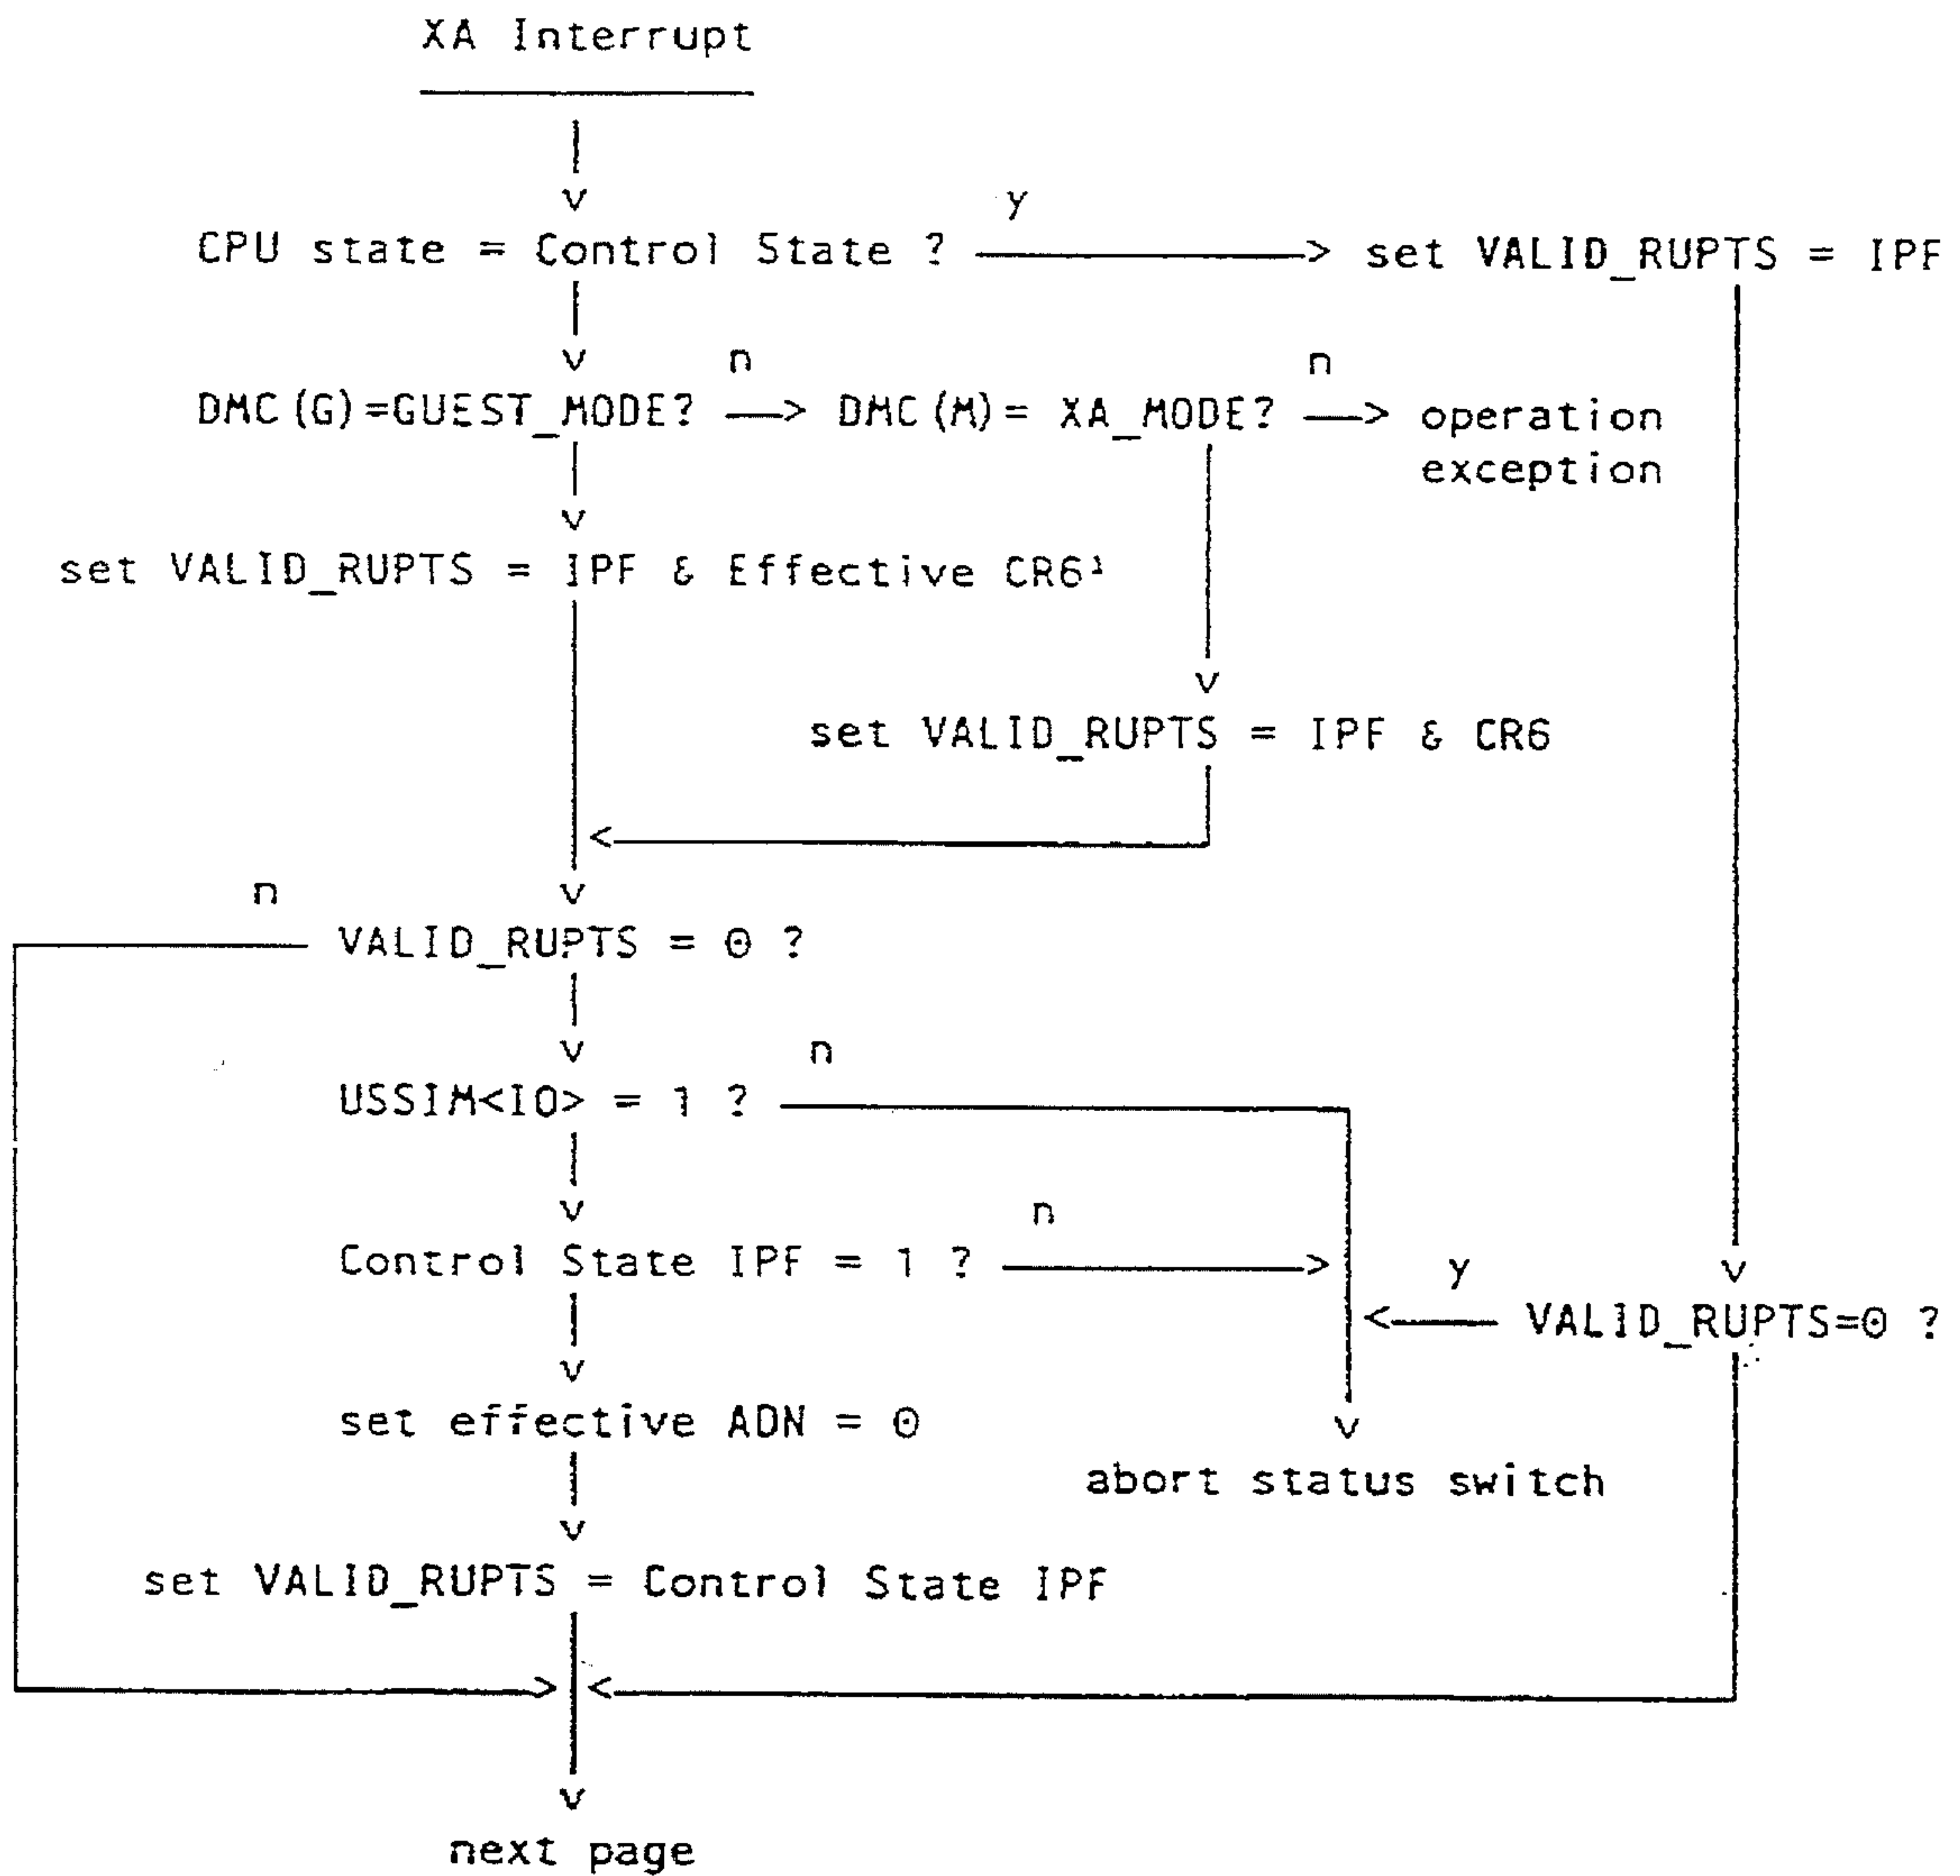 XA Interrupt
y
CPU state = Control State ? > set VALID_RUPTS = IPF
n n
DMC(G)=GUEST_MODE? —> DMC(M)= XA_MODE? —> operation
exception
set VALID_RUPTS = IPF & Effective CR6¹
set VALID_RUPTS = IPF & CR6
n
VALID_RUPTS = 0 ?
n
USSIM<IO> = 1 ?
n
Control State IPF = 1 ?
y
VALID_RUPTS=0 ?
set effective ADN = 0
abort status switch
set VALID_RUPTS = Control State IPF
next page